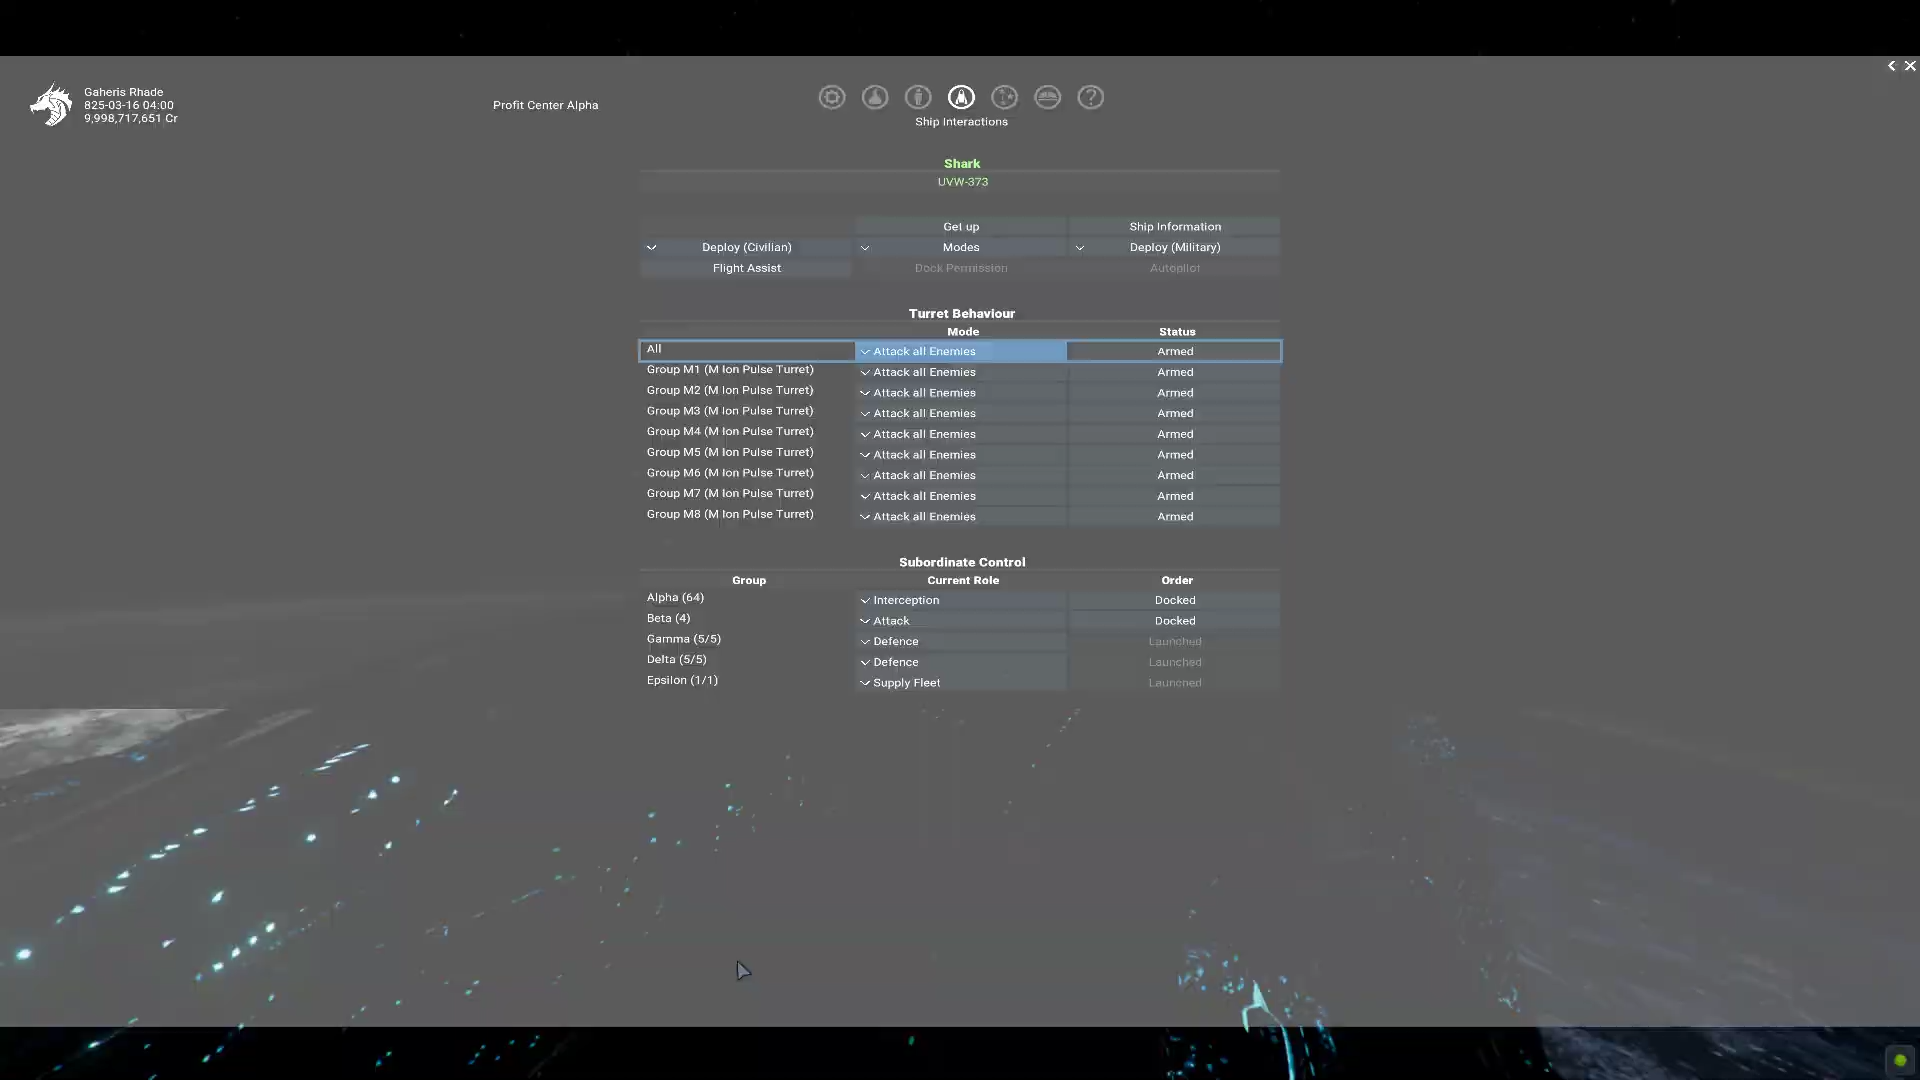 Gaheris Rhade
825-03-16 04:00
9,998,717,651 Cr
Profit Center Alpha
Ship Interactions
Shark
UVW-373
Get up Ship Information
Deploy (Civilian) Modes Deploy (Military)
Flight Assist Dock Permission Autopilot
Turret Behaviour
Mode Status
All Attack all Enemies Armed
Group M1 (M Ion Pulse Turret) Attack all Enemies Armed
Group M2 (M Ion Pulse Turret) Attack all Enemies Armed
Group M3 (M Ion Pulse Turret) Attack all Enemies Armed
Group M4 (M Ion Pulse Turret) Attack all Enemies Armed
Group M5 (M Ion Pulse Turret) Attack all Enemies Armed
Group M6 (M Ion Pulse Turret) Attack all Enemies Armed
Group M7 (M Ion Pulse Turret) Attack all Enemies Armed
Group M8 (M Ion Pulse Turret) Attack all Enemies Armed
Subordinate Control
Group Current Role Order
Alpha (64) Interception Docked
Beta (4) Attack Docked
Gamma (5/5) Defence Launched
Delta (5/5) Defence Launched
Epsilon (1/1) Supply Fleet Launched